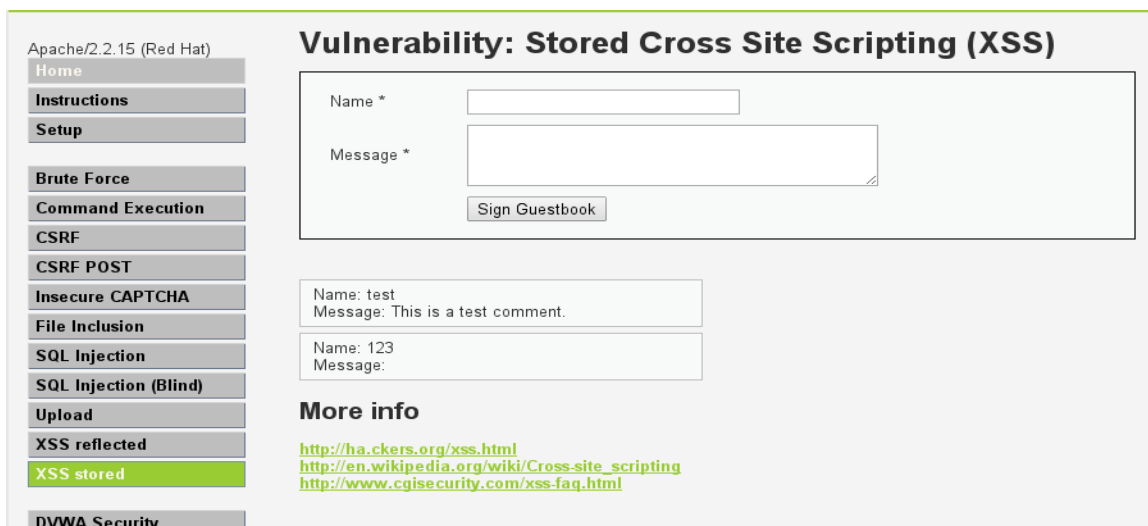 Apache/2.2.15 (Red Hat)
Home
Instructions
Setup
Brute Force
Command Execution
CSRF
CSRF POST
Insecure CAPTCHA
File Inclusion
SQL Injection
SQL Injection (Blind)
Upload
XSS reflected
XSS stored
DVWA Security
Vulnerability: Stored Cross Site Scripting (XSS)
Name *
Message *
Sign Guestbook
Name: test
Message: This is a test comment.
Name: 123
Message:
More info
http://ha.ckers.org/xss.html
http://en.wikipedia.org/wiki/Cross-site_scripting
http://www.cgisecurity.com/xss-faq.html